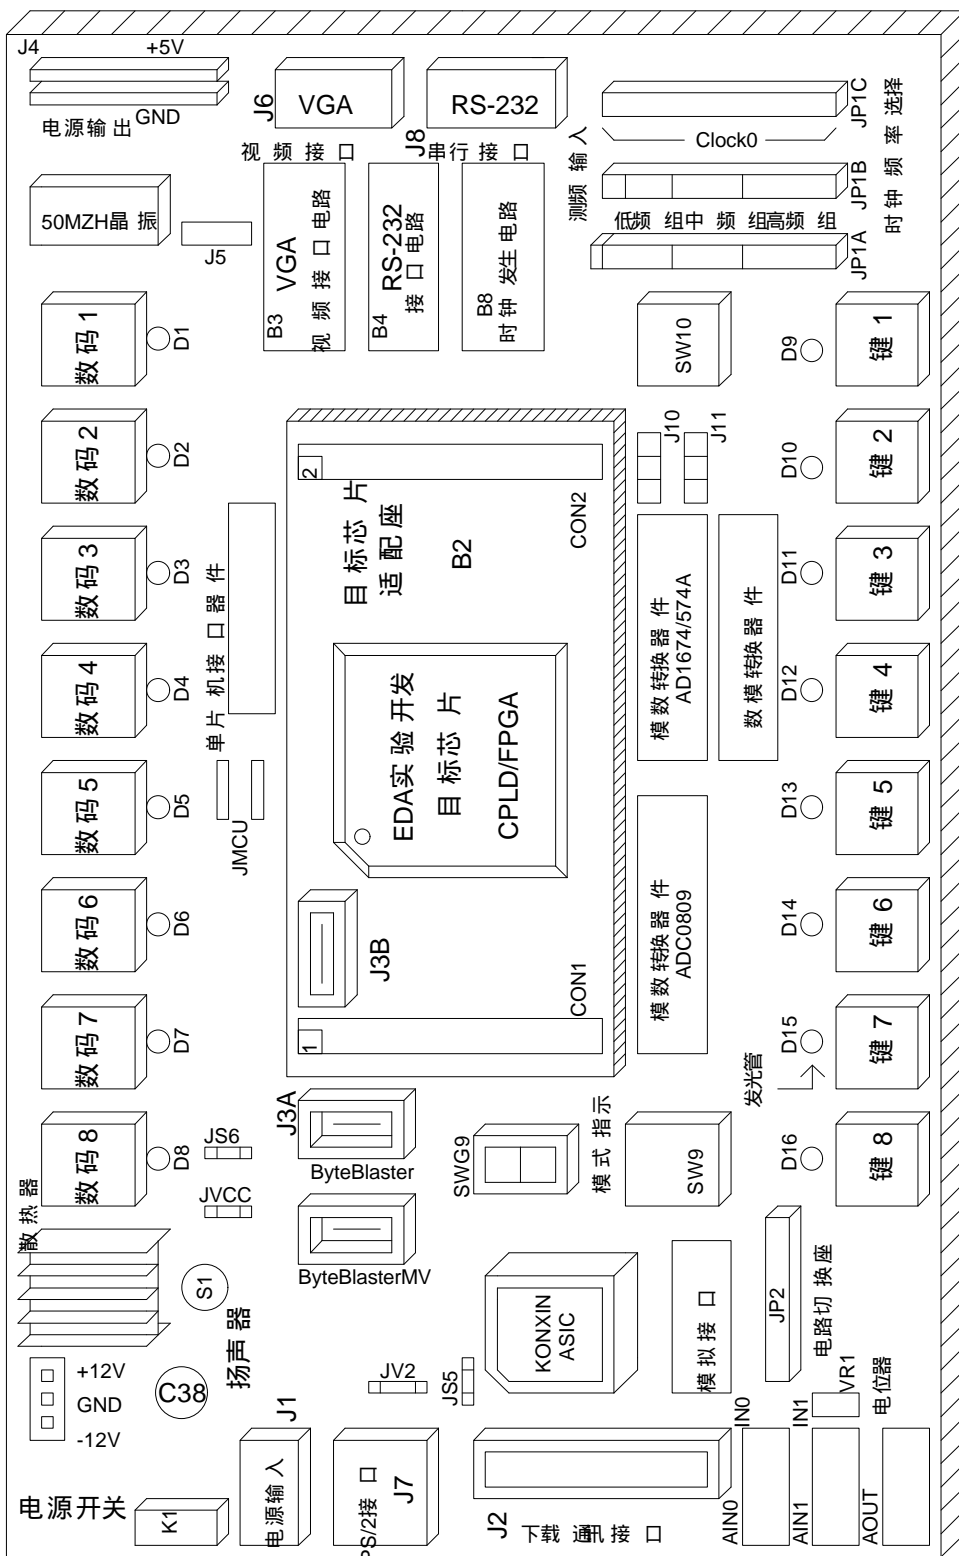 J4
+5V
GND
电源输出
J6
VGA
视频接口
J8
RS-232
串行接口
测频输入
Clock0
JP1C
JP1B
JP1A
时钟频率选择
低频组中频组高频组
50MZH晶振
J5
B3
VGA
视频接口电路
B4
RS-232
接口电路
B8
时钟发生电路
数码1
D1
SW10
D9
键1
数码2
D2
2
目标芯片
适配座
B2
CON2
J10
J11
D10
键2
数码3
D3
单片机接口器件
模数转换器件
AD1674/574A
数模转换器件
D11
键3
数码4
D4
EDA实验开发
目标芯片
CPLD/FPGA
D12
键4
数码5
D5
JMCU
D13
键5
数码6
D6
J3B
模数转换器件
ADC0809
D14
键6
数码7
D7
1
CON1
D15
发光管
键7
数码8
D8
JS6
J3A
ByteBlaster
SWG9
模式指示
SW9
D16
键8
散热器
JVCC
ByteBlasterMV
S1
扬声器
KONXIN
ASIC
模拟接口
JP2
电路切换座
+12V
GND
-12V
C38
JV2
JS5
VR1
电位器
IN0
IN1
电源开关
K1
J1
电源输入
PS/2接口
J7
J2
下载通讯接口
AIN0
AIN1
AOUT